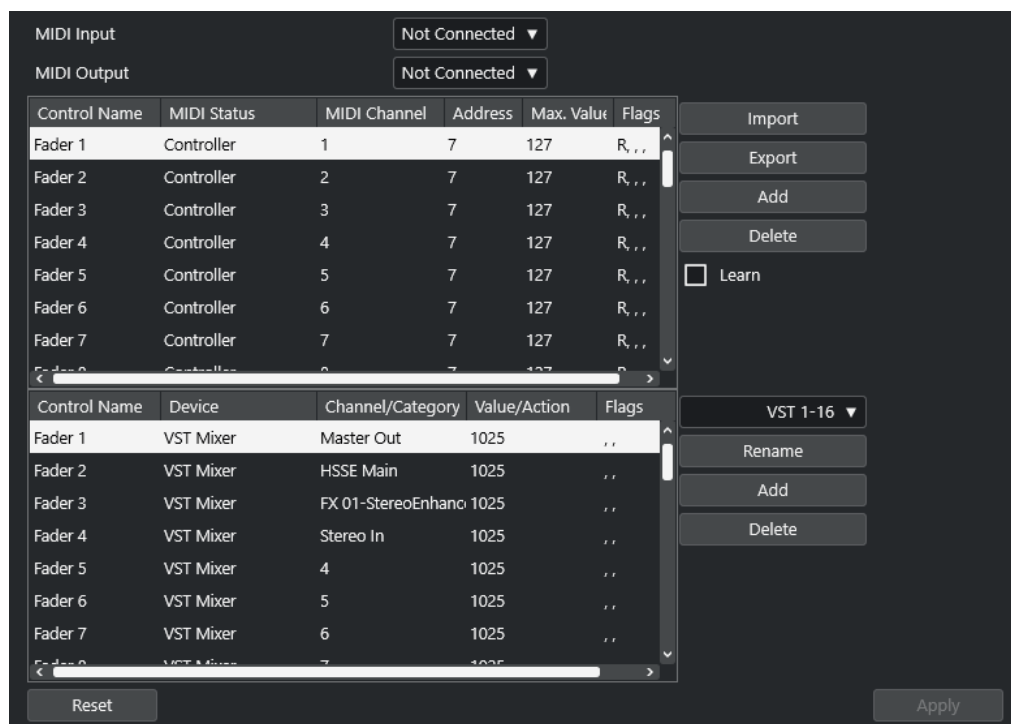 MIDI Input Not Connected ▼
MIDI Output Not Connected ▼
Control Name MIDI Status MIDI Channel Address Max. Value Flags
Import
Fader 1 Controller 1 7 127 R, , ,
Export
Fader 2 Controller 2 7 127 R, , ,
Add
Fader 3 Controller 3 7 127 R, , ,
Delete
Fader 4 Controller 4 7 127 R, , ,
Fader 5 Controller 5 7 127 R, , ,
Learn
Fader 6 Controller 6 7 127 R, , ,
Fader 7 Controller 7 7 127 R, , ,
Control Name Device Channel/Category Value/Action Flags
VST 1-16 ▼
Fader 1 VST Mixer Master Out 1025 , ,
Rename
Fader 2 VST Mixer HSSE Main 1025 , ,
Add
Fader 3 VST Mixer FX 01-StereoEnhanc 1025 , ,
Delete
Fader 4 VST Mixer Stereo In 1025 , ,
Fader 5 VST Mixer 4 1025 , ,
Fader 6 VST Mixer 5 1025 , ,
Fader 7 VST Mixer 6 1025 , ,
Reset Apply